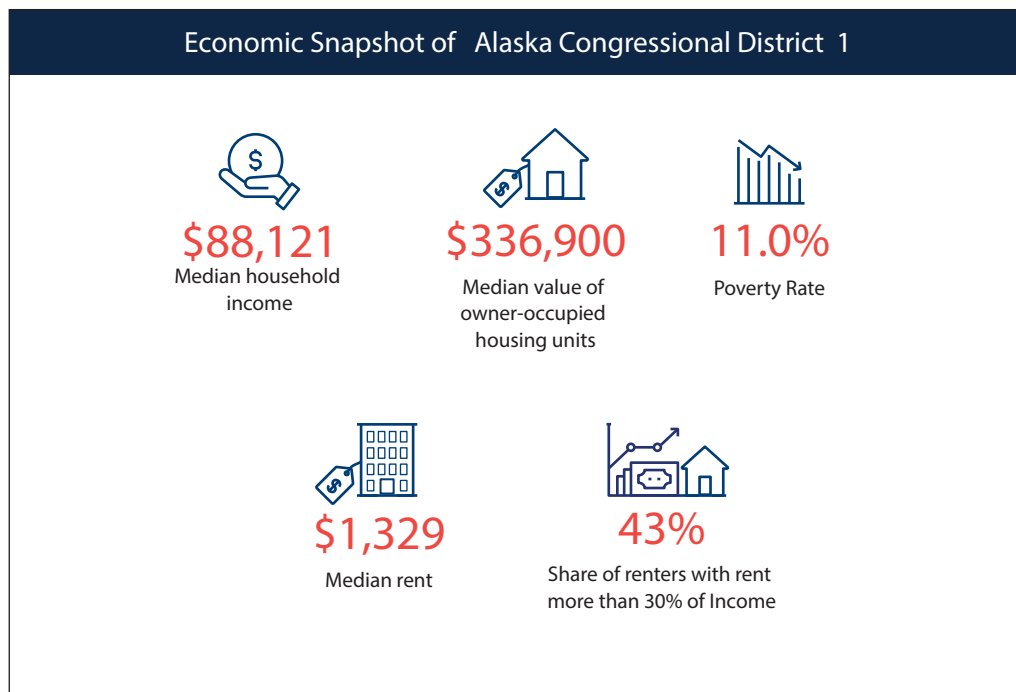 Economic Snapshot of Alaska Congressional District 1
$
$
$88,121
Median household
income
$336,900
Median value of
owner-occupied
housing units
11.0%
Poverty Rate
$
$1,329
Median rent
43%
Share of renters with rent
more than 30% of Income